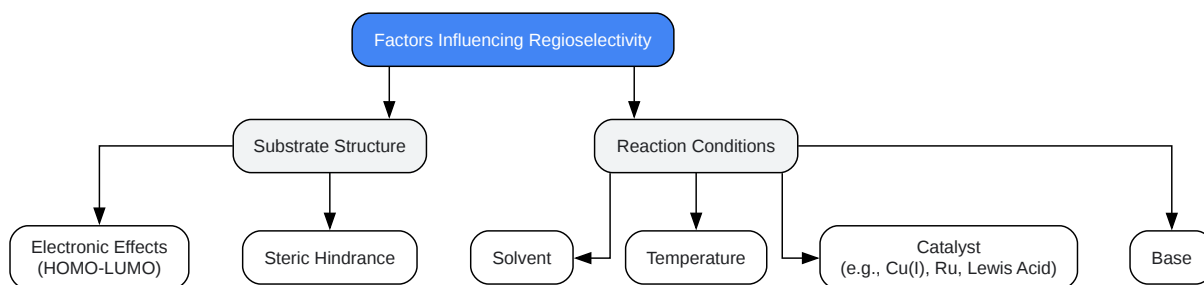 Factors Influencing Regioselectivity
Substrate Structure
Reaction Conditions
Electronic Effects
(HOMO-LUMO)
Steric Hindrance
Solvent
Temperature
Catalyst
(e.g., Cu(I), Ru, Lewis Acid)
Base